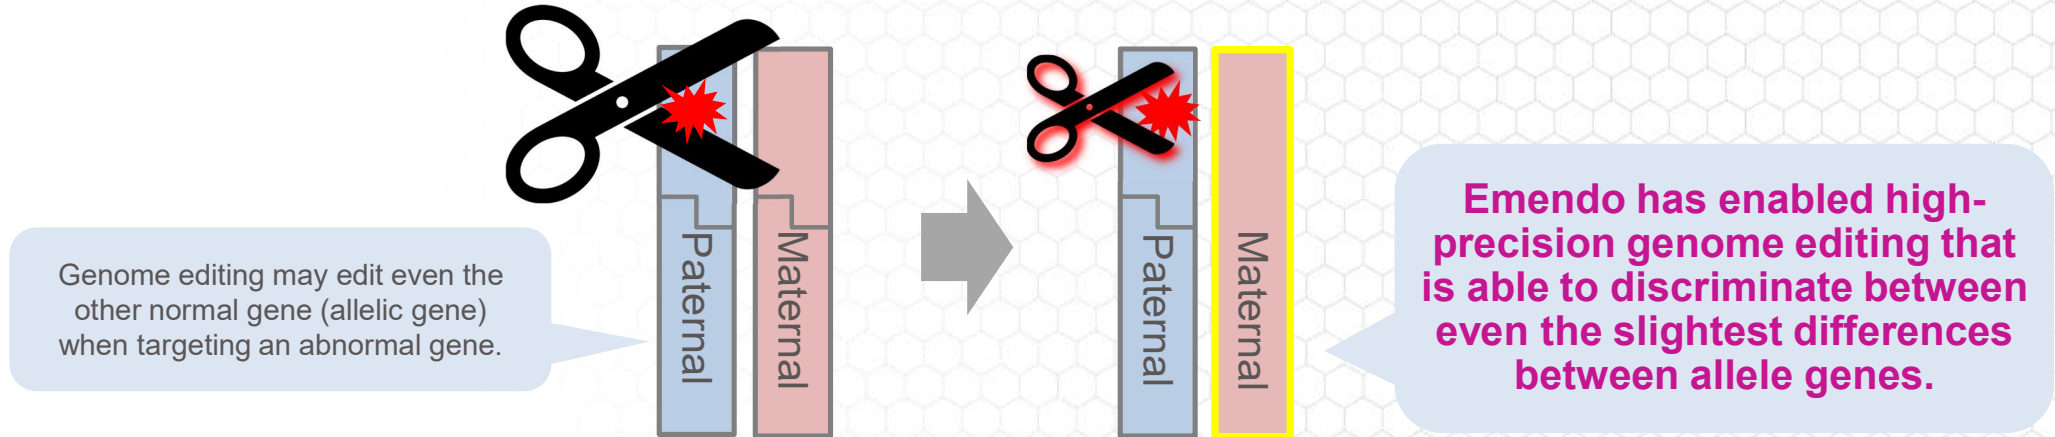 Genome editing may edit even the
other normal gene (allelic gene)
when targeting an abnormal gene.
Paternal
Maternal
Paternal
Maternal
Emendo has enabled high-
precision genome editing that
is able to discriminate between
even the slightest differences
between allele genes.